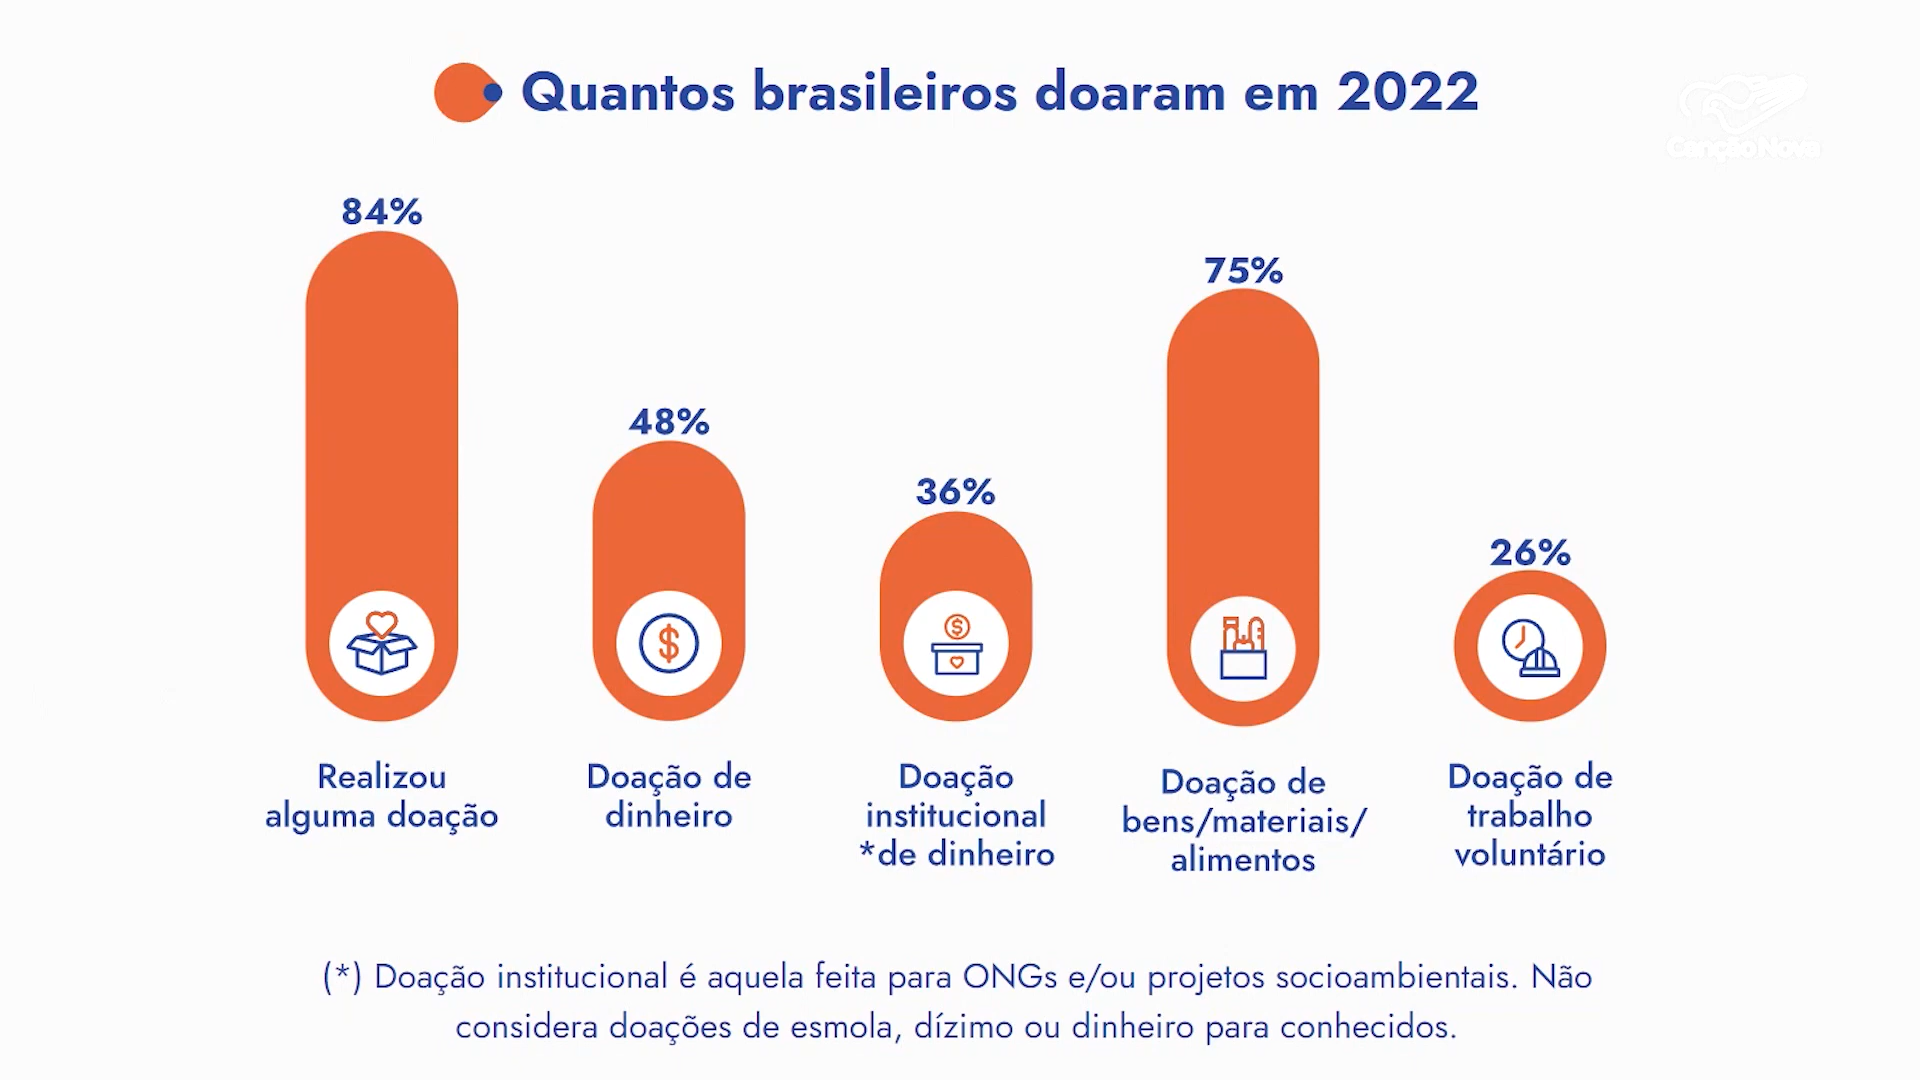 Quantos brasileiros doaram em 2022
Canção Nova
84%
48%
36%
75%
26%
Realizou
alguma doação
Doação de
dinheiro
Doação
institucional
*de dinheiro
Doação de
bens/materiais/
alimentos
Doação de
trabalho
voluntário
(*) Doação institucional é aquela feita para ONGs e/ou projetos socioambientais. Não
considera doações de esmola, dízimo ou dinheiro para conhecidos.